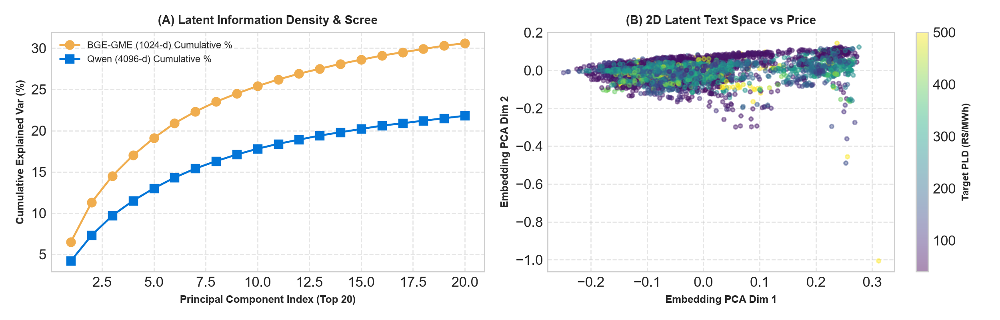 (A) Latent Information Density & Scree
BGE-GME (1024-d) Cumulative %
Qwen (4096-d) Cumulative %
Cumulative Explained Var (%)
30
25
20
15
10
5
2.5 5.0 7.5 10.0 12.5 15.0 17.5 20.0
Principal Component Index (Top 20)
(B) 2D Latent Text Space vs Price
Embedding PCA Dim 2
0.2
0.0
−0.2
−0.4
−0.6
−0.8
−1.0
−0.2 −0.1 0.0 0.1 0.2 0.3
Embedding PCA Dim 1
500
400
300
200
100
Target PLD (R$/MWh)